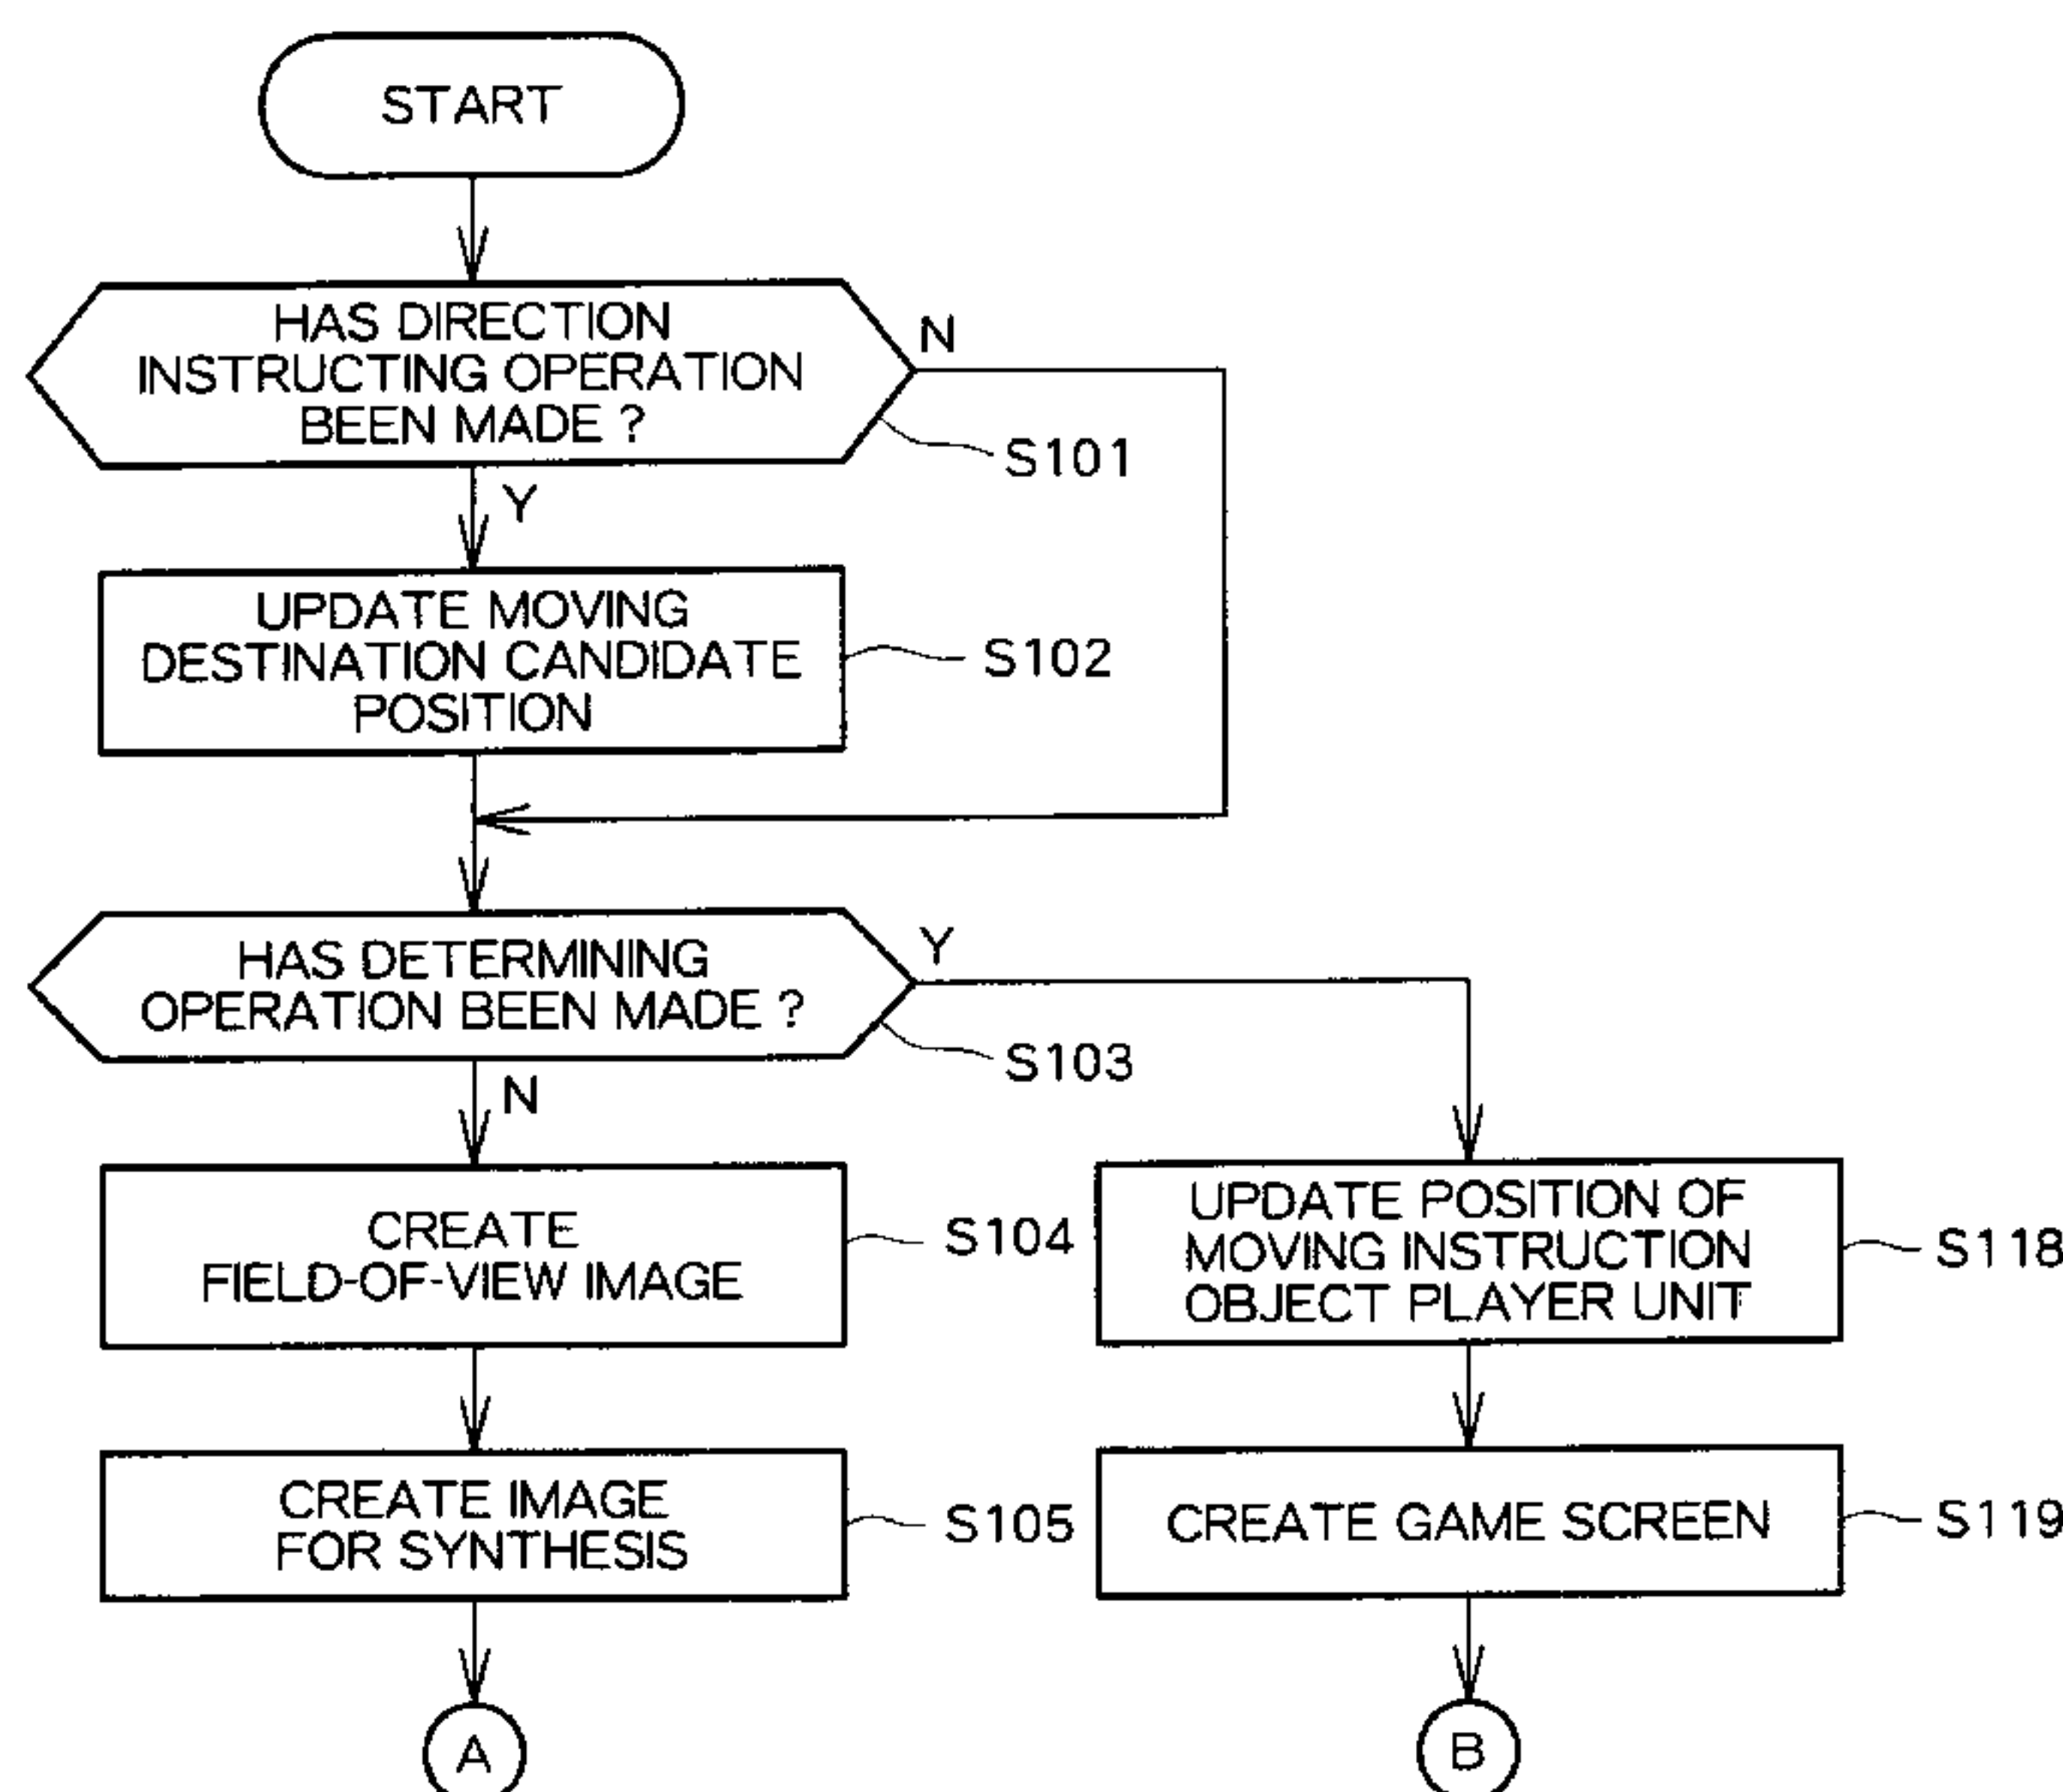 START
HAS DIRECTION
INSTRUCTING OPERATION
BEEN MADE ?
N
S101
Y
UPDATE MOVING
DESTINATION CANDIDATE
POSITION
S102
HAS DETERMINING
OPERATION BEEN MADE ?
Y
S103
N
CREATE
FIELD-OF-VIEW IMAGE
S104
UPDATE POSITION OF
MOVING INSTRUCTION
OBJECT PLAYER UNIT
S118
CREATE IMAGE
FOR SYNTHESIS
S105
CREATE GAME SCREEN
S119
A
B